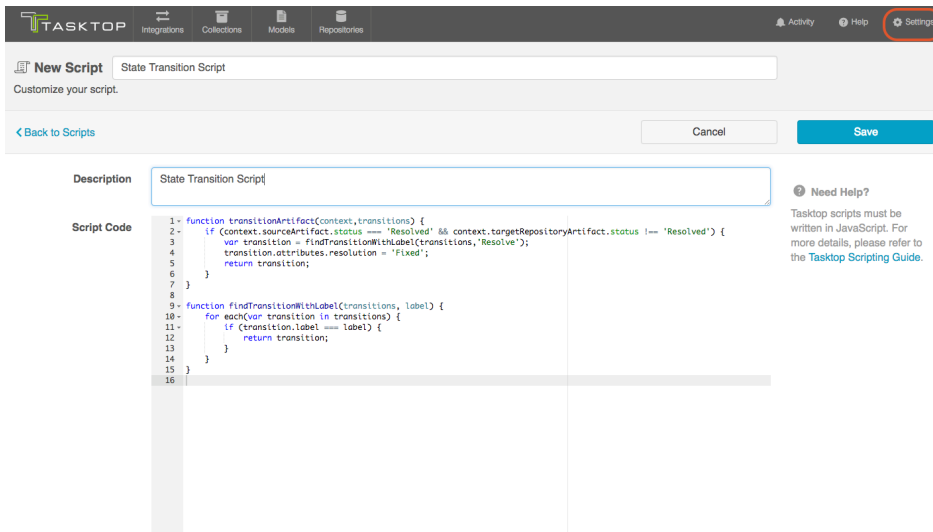 TASKTOP
Integrations
Collections
Models
Repositories
Activity
Help
Settings
New Script
State Transition Script
Customize your script.
Back to Scripts
Cancel
Save
Description
State Transition Script
Need Help?
Tasktop scripts must be
written in JavaScript. For
more details, please refer to
the Tasktop Scripting Guide.
Script Code
1 function transitionArtifact(context,transitions) {
2 if (context.sourceArtifact.status === 'Resolved' && context.targetRepositoryArtifact.status !== 'Resolved') {
3 var transition = findTransitionWithLabel(transitions,'Resolve');
4 transition.attributes.resolution = 'Fixed';
5 return transition;
6 }
7 }
8
9 function findTransitionWithLabel(transitions, label) {
10 for each(var transition in transitions) {
11 if (transition.label === label) {
12 return transition;
13 }
14 }
15 }
16